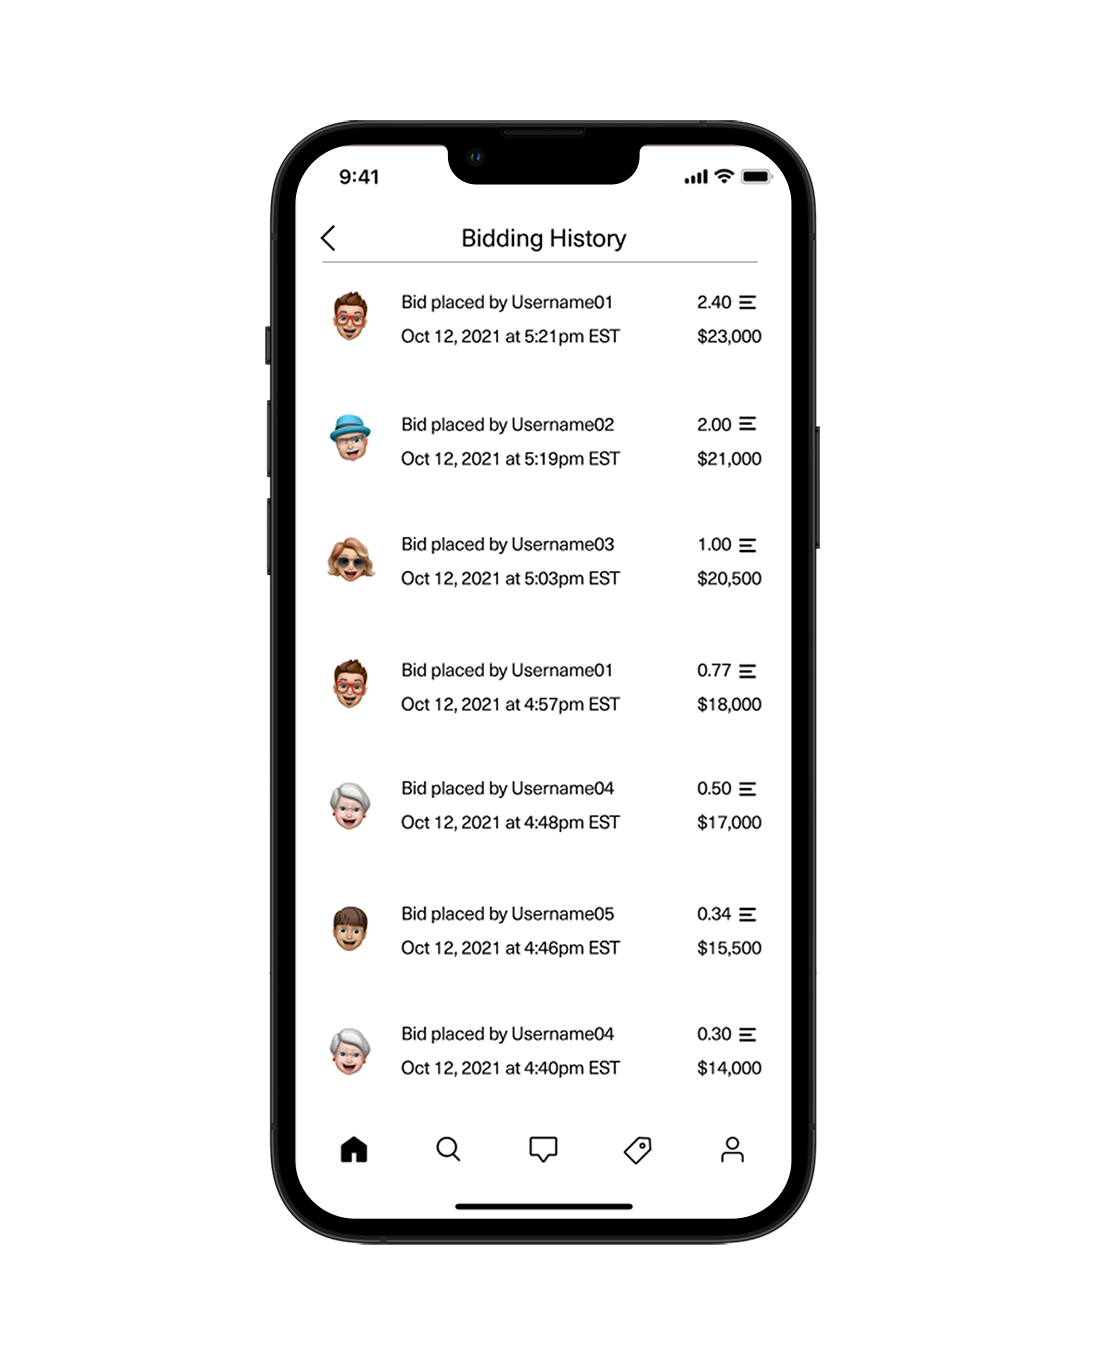 9:41
Bidding History
Bid placed by Username01 2.40
Oct 12, 2021 at 5:21pm EST $23,000
Bid placed by Username02 2.00
Oct 12, 2021 at 5:19pm EST $21,000
Bid placed by Username03 1.00
Oct 12, 2021 at 5:03pm EST $20,500
Bid placed by Username01 0.77
Oct 12, 2021 at 4:57pm EST $18,000
Bid placed by Username04 0.50
Oct 12, 2021 at 4:48pm EST $17,000
Bid placed by Username05 0.34
Oct 12, 2021 at 4:46pm EST $15,500
Bid placed by Username04 0.30
Oct 12, 2021 at 4:40pm EST $14,000